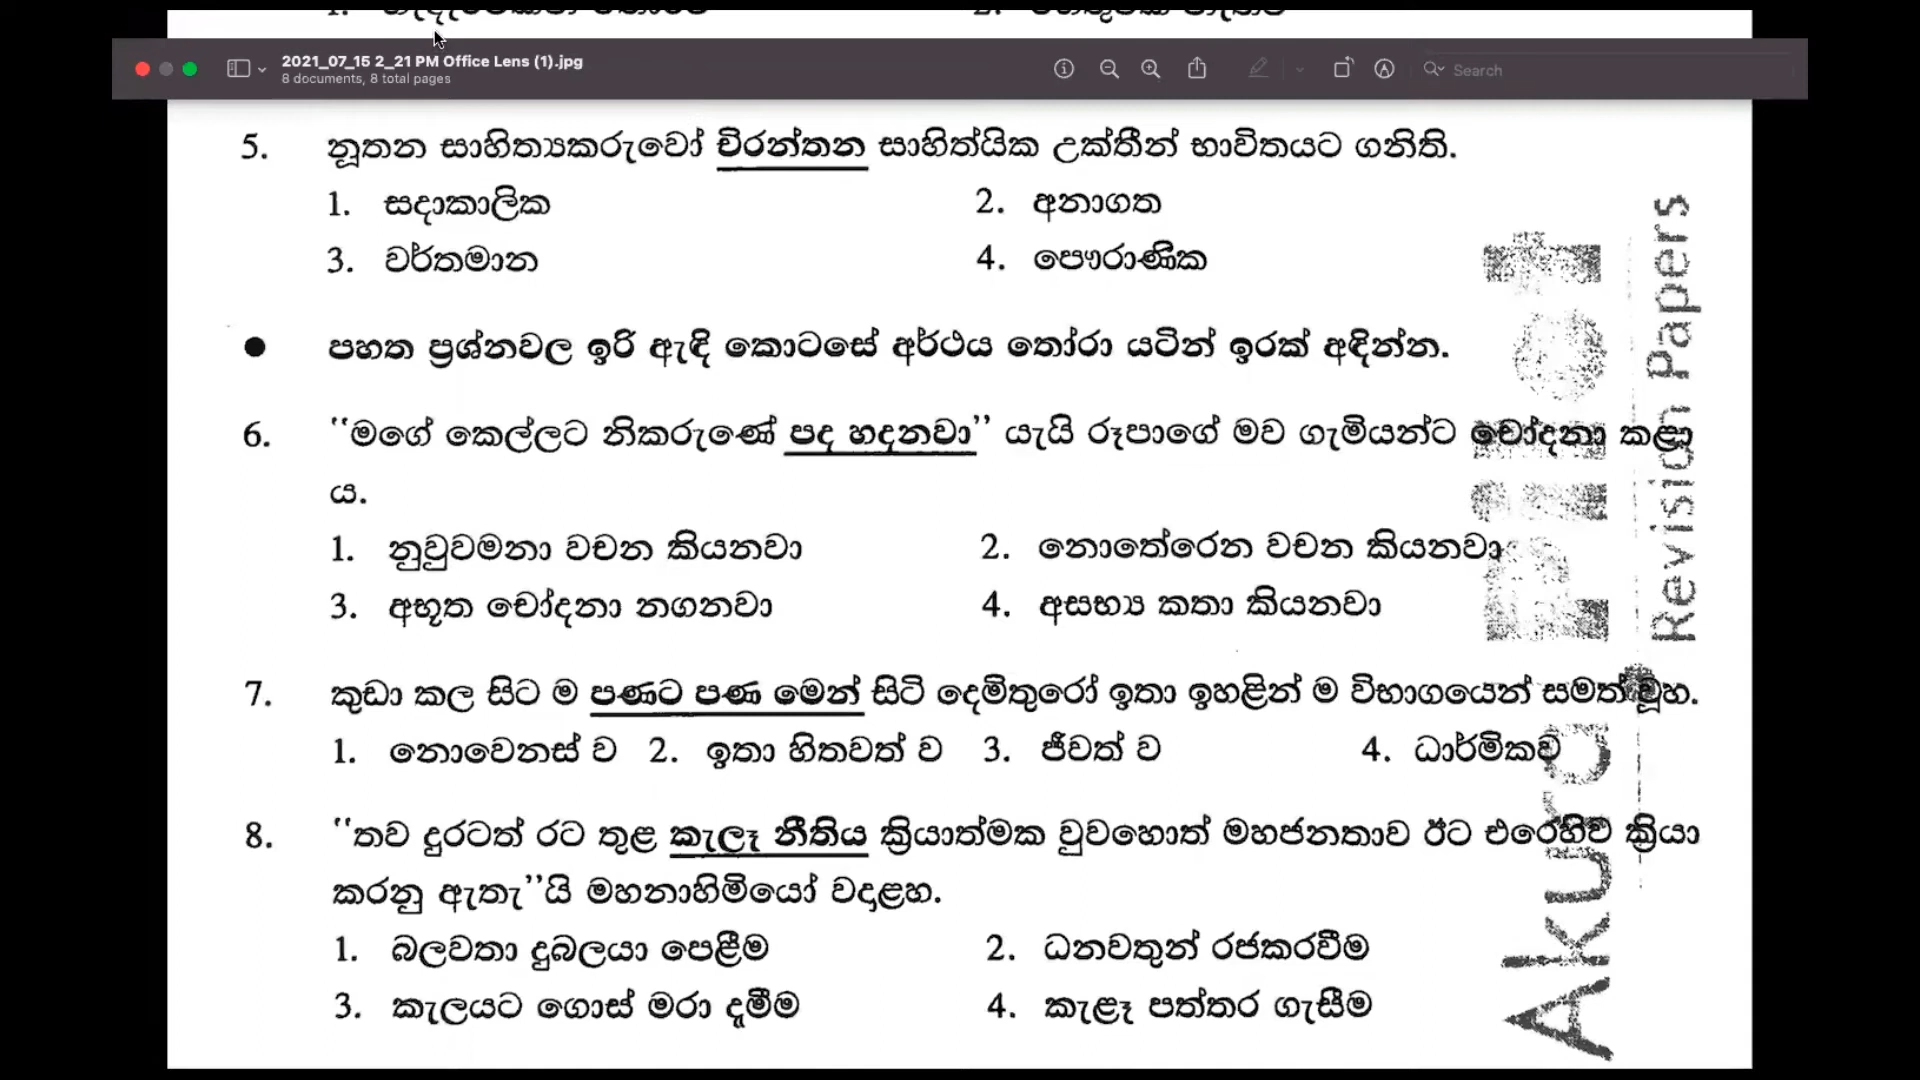 2021_07_15 2_21 PM Office Lens (1).jpg
8 documents, 8 total pages
Search
5. නූතන සාහිත්‍යකරුවෝ චිරන්තන සාහිත්යික උක්තීන් භාවිතයට ගනිති.
1. සදාකාලික 2. අනාගත
3. වර්තමාන 4. පෞරාණික
● පහත ප්‍රශ්නවල ඉරි ඇඳි කොටසේ අර්ථය තෝරා යටින් ඉරක් අඳින්න.
6. “මගේ කෙල්ලට නිකරුණේ පද හදනවා” යැයි රූපාගේ මව ගැමියන්ට චෝදනා කළා
ය.
1. නුවුවමනා වචන කියනවා 2. නොතේරෙන වචන කියනවා
3. අභූත චෝදනා නගනවා 4. අසභ්‍ය කතා කියනවා
7. කුඩා කල සිට ම පණට පණ මෙන් සිටි දෙමිතුරෝ ඉතා ඉහළින් ම විභාගයෙන් සමත් වූහ.
1. නොවෙනස් ව 2. ඉතා හිතවත් ව 3. ජීවත් ව 4. ධාර්මිකව
8. “තව දුරටත් රට තුළ කැලෑ නීතිය ක්‍රියාත්මක වුවහොත් මහජනතාව ඊට එරෙහිව ක්‍රියා
කරනු ඇතැ”යි මහනාහිමියෝ වදාළහ.
1. බලවතා දුබලයා පෙළීම 2. ධනවතුන් රජකරවීම
3. කැලයට ගොස් මරා දැමීම 4. කැළෑ පත්තර ගැසීම
Akuru Pinot
Revision Papers